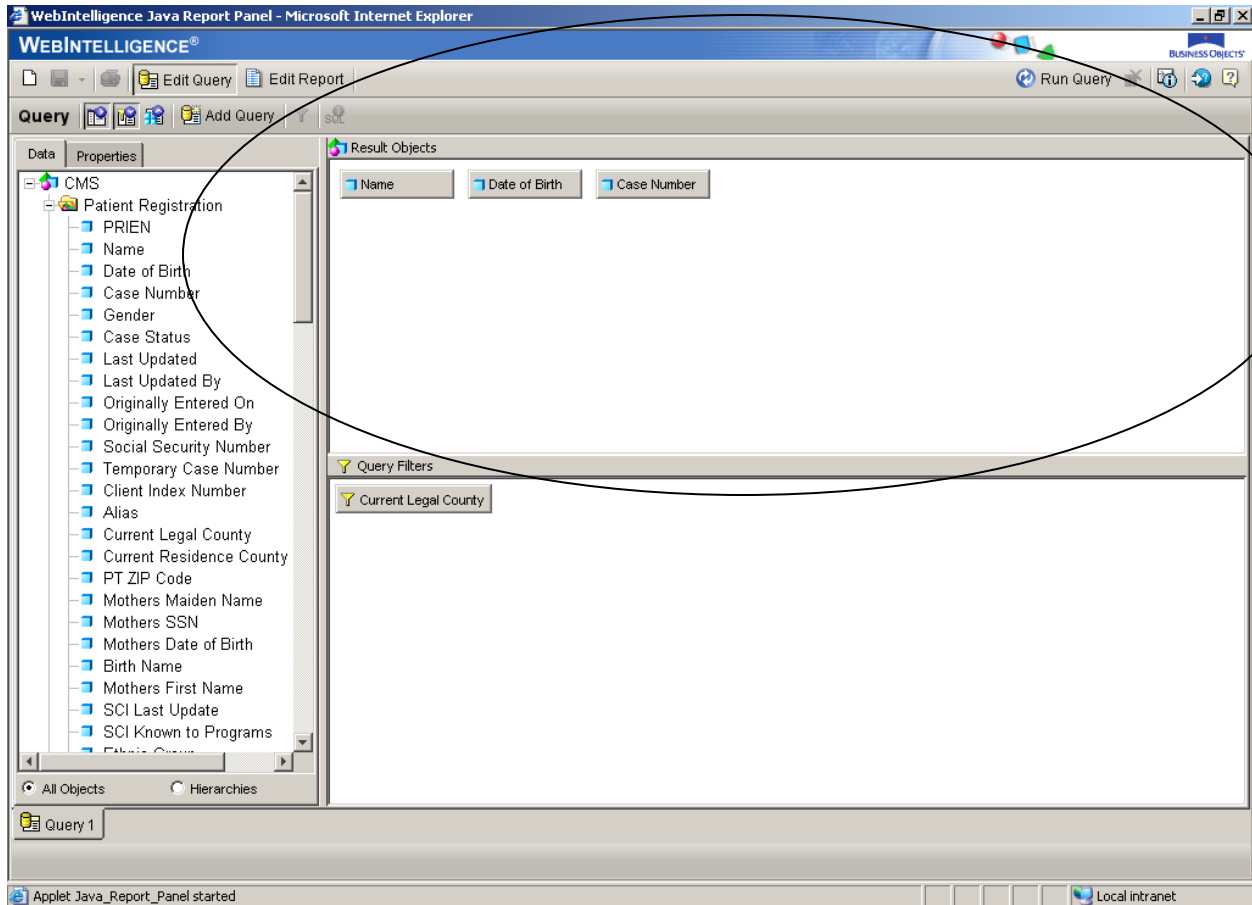 WebIntelligence Java Report Panel - Microsoft Internet Explorer
WEBINTELLIGENCE®
BUSINESS OBJECTS
Edit Query Edit Report Run Query
Query Add Query SQL
Data Properties
CMS
Patient Registration
PRIEN
Name
Date of Birth
Case Number
Gender
Case Status
Last Updated
Last Updated By
Originally Entered On
Originally Entered By
Social Security Number
Temporary Case Number
Client Index Number
Alias
Current Legal County
Current Residence County
PT ZIP Code
Mothers Maiden Name
Mothers SSN
Mothers Date of Birth
Birth Name
Mothers First Name
SCI Last Update
SCI Known to Programs
Ethnic Group
All Objects Hierarchies
Result Objects
Name Date of Birth Case Number
Query Filters
Current Legal County
Query 1
Applet Java_Report_Panel started Local intranet